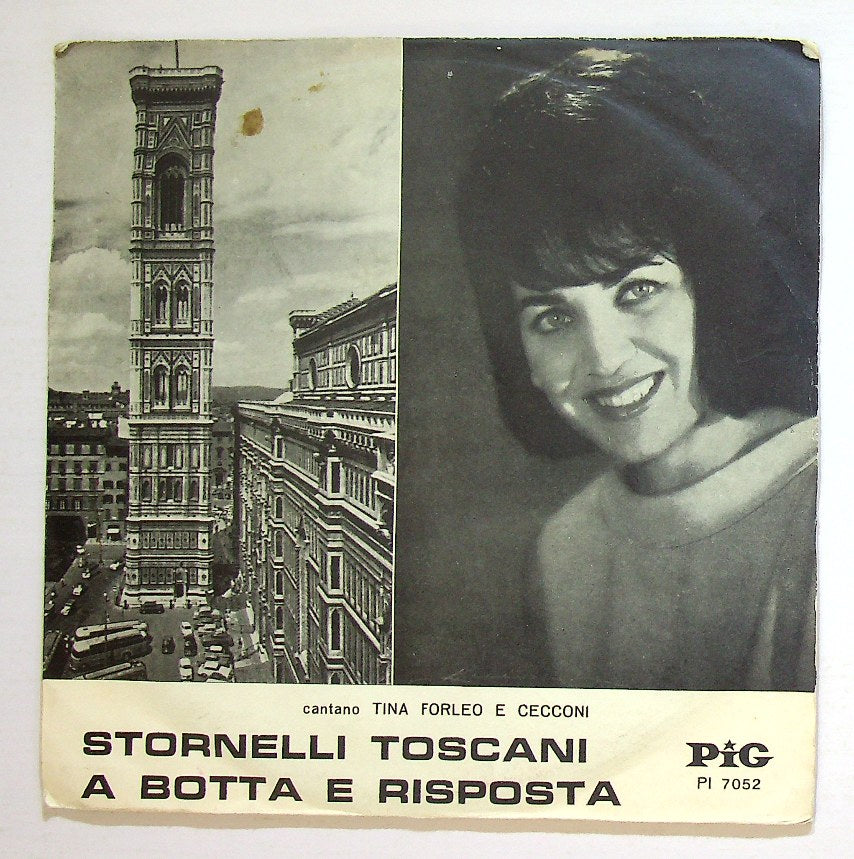 cantano TINA FORLEO E CECCONI
STORNELLI TOSCANI
A BOTTA E RISPOSTA
PiG
PI 7052